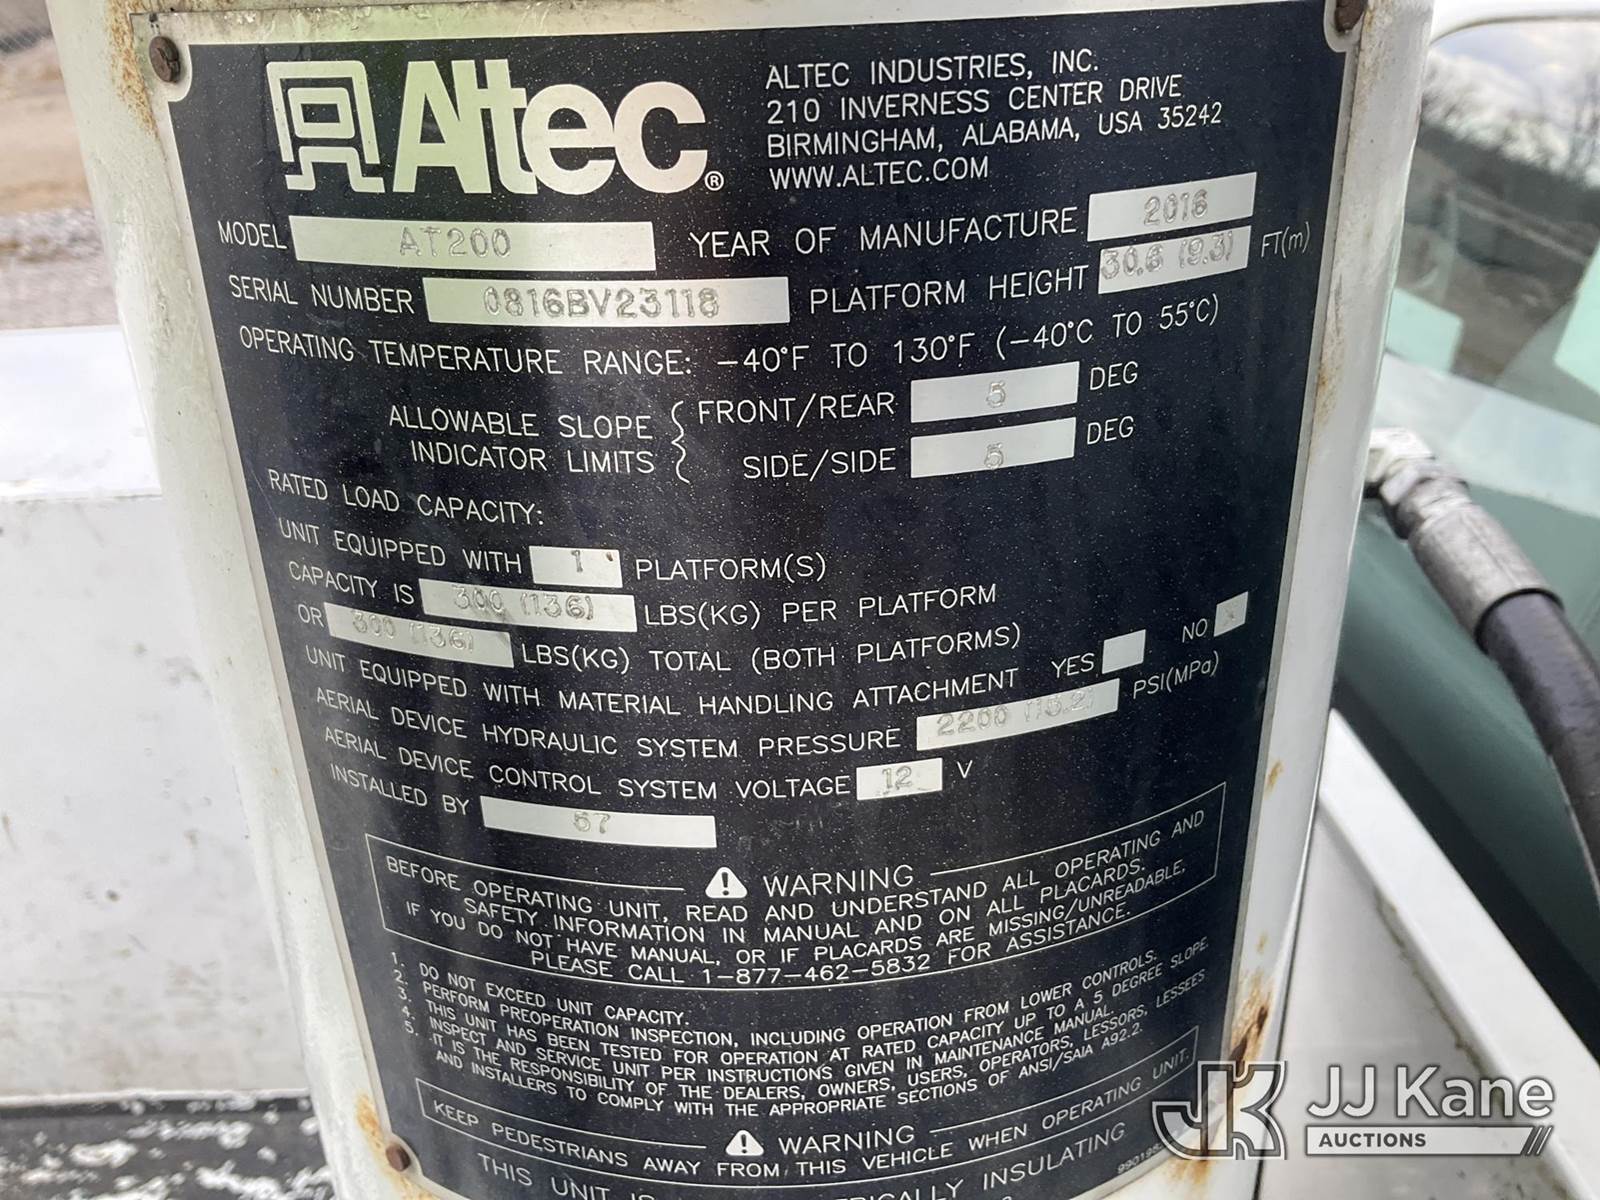 Altec®
ALTEC INDUSTRIES, INC.
210 INVERNESS CENTER DRIVE
BIRMINGHAM, ALABAMA, USA 35242
WWW.ALTEC.COM
MODEL AT200 YEAR OF MANUFACTURE 2016
SERIAL NUMBER 0816BV23118 PLATFORM HEIGHT 30.6 (9.3) FT(m)
OPERATING TEMPERATURE RANGE: -40°F TO 130°F (-40°C TO 55°C)
ALLOWABLE SLOPE INDICATOR LIMITS { FRONT/REAR 5 DEG
SIDE/SIDE 5 DEG
RATED LOAD CAPACITY:
UNIT EQUIPPED WITH 1 PLATFORM(S)
CAPACITY IS 300 (136) LBS(KG) PER PLATFORM
OR 300 (136) LBS(KG) TOTAL (BOTH PLATFORMS)
UNIT EQUIPPED WITH MATERIAL HANDLING ATTACHMENT YES NO X
AERIAL DEVICE HYDRAULIC SYSTEM PRESSURE 2200 (15.2) PSI(MPa)
AERIAL DEVICE CONTROL SYSTEM VOLTAGE 12 V
INSTALLED BY 57
⚠ WARNING
BEFORE OPERATING UNIT, READ AND UNDERSTAND ALL OPERATING AND
SAFETY INFORMATION IN MANUAL AND ON ALL PLACARDS.
IF YOU DO NOT HAVE MANUAL, OR IF PLACARDS ARE MISSING/UNREADABLE,
PLEASE CALL 1-877-462-5832 FOR ASSISTANCE.
1. DO NOT EXCEED UNIT CAPACITY.
2. PERFORM PREOPERATION INSPECTION, INCLUDING OPERATION FROM LOWER CONTROLS.
3. THIS UNIT HAS BEEN TESTED FOR OPERATION AT RATED CAPACITY UP TO A 5 DEGREE SLOPE.
4. INSPECT AND SERVICE UNIT PER INSTRUCTIONS GIVEN IN MAINTENANCE MANUAL.
5. IT IS THE RESPONSIBILITY OF THE DEALERS, OWNERS, USERS, OPERATORS, LESSORS, LESSEES
AND INSTALLERS TO COMPLY WITH THE APPROPRIATE SECTIONS OF ANSI/SAIA A92.2.
⚠ WARNING
KEEP PEDESTRIANS AWAY FROM THIS VEHICLE WHEN OPERATING UNIT.
THIS UNIT IS INSULATING
JK JJ Kane
AUCTIONS